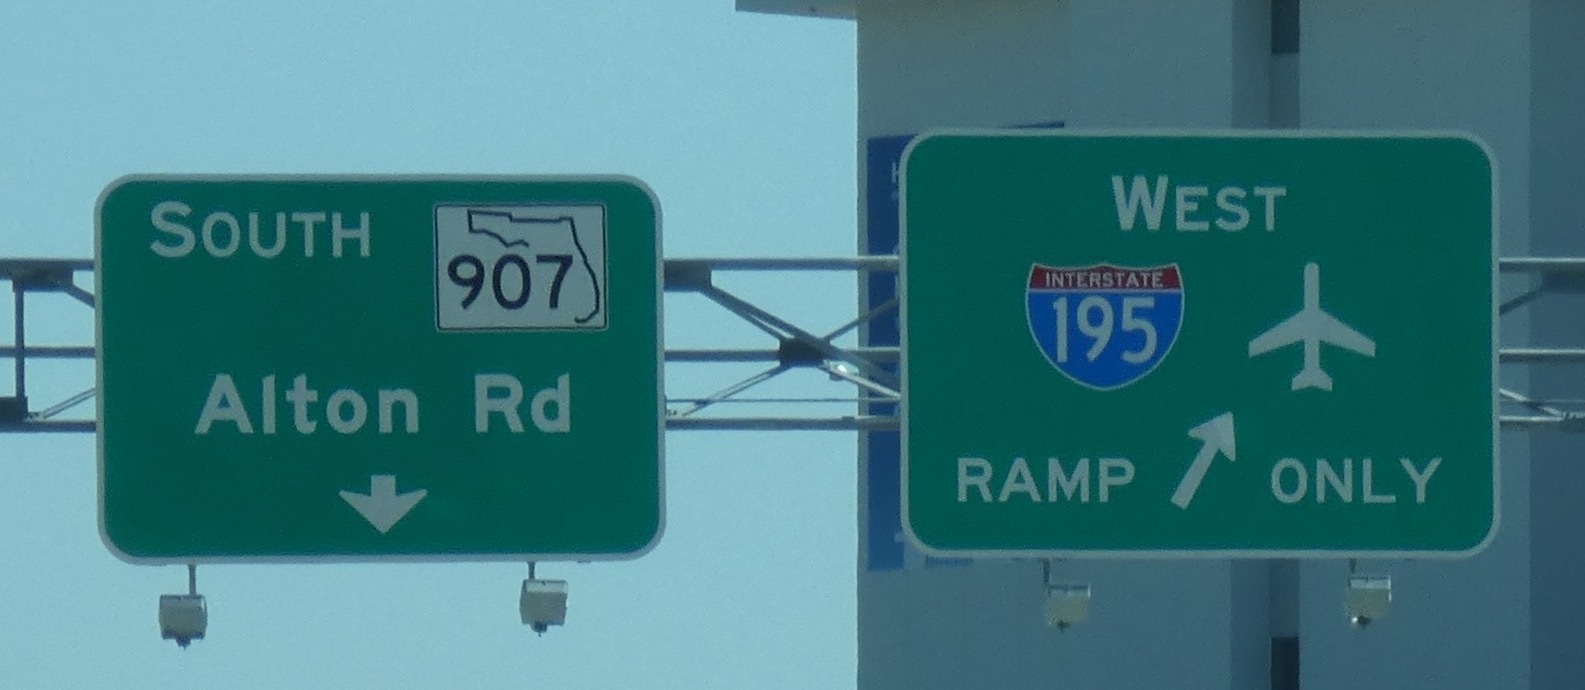 SOUTH
907
Alton Rd
WEST
INTERSTATE
195
RAMP ONLY